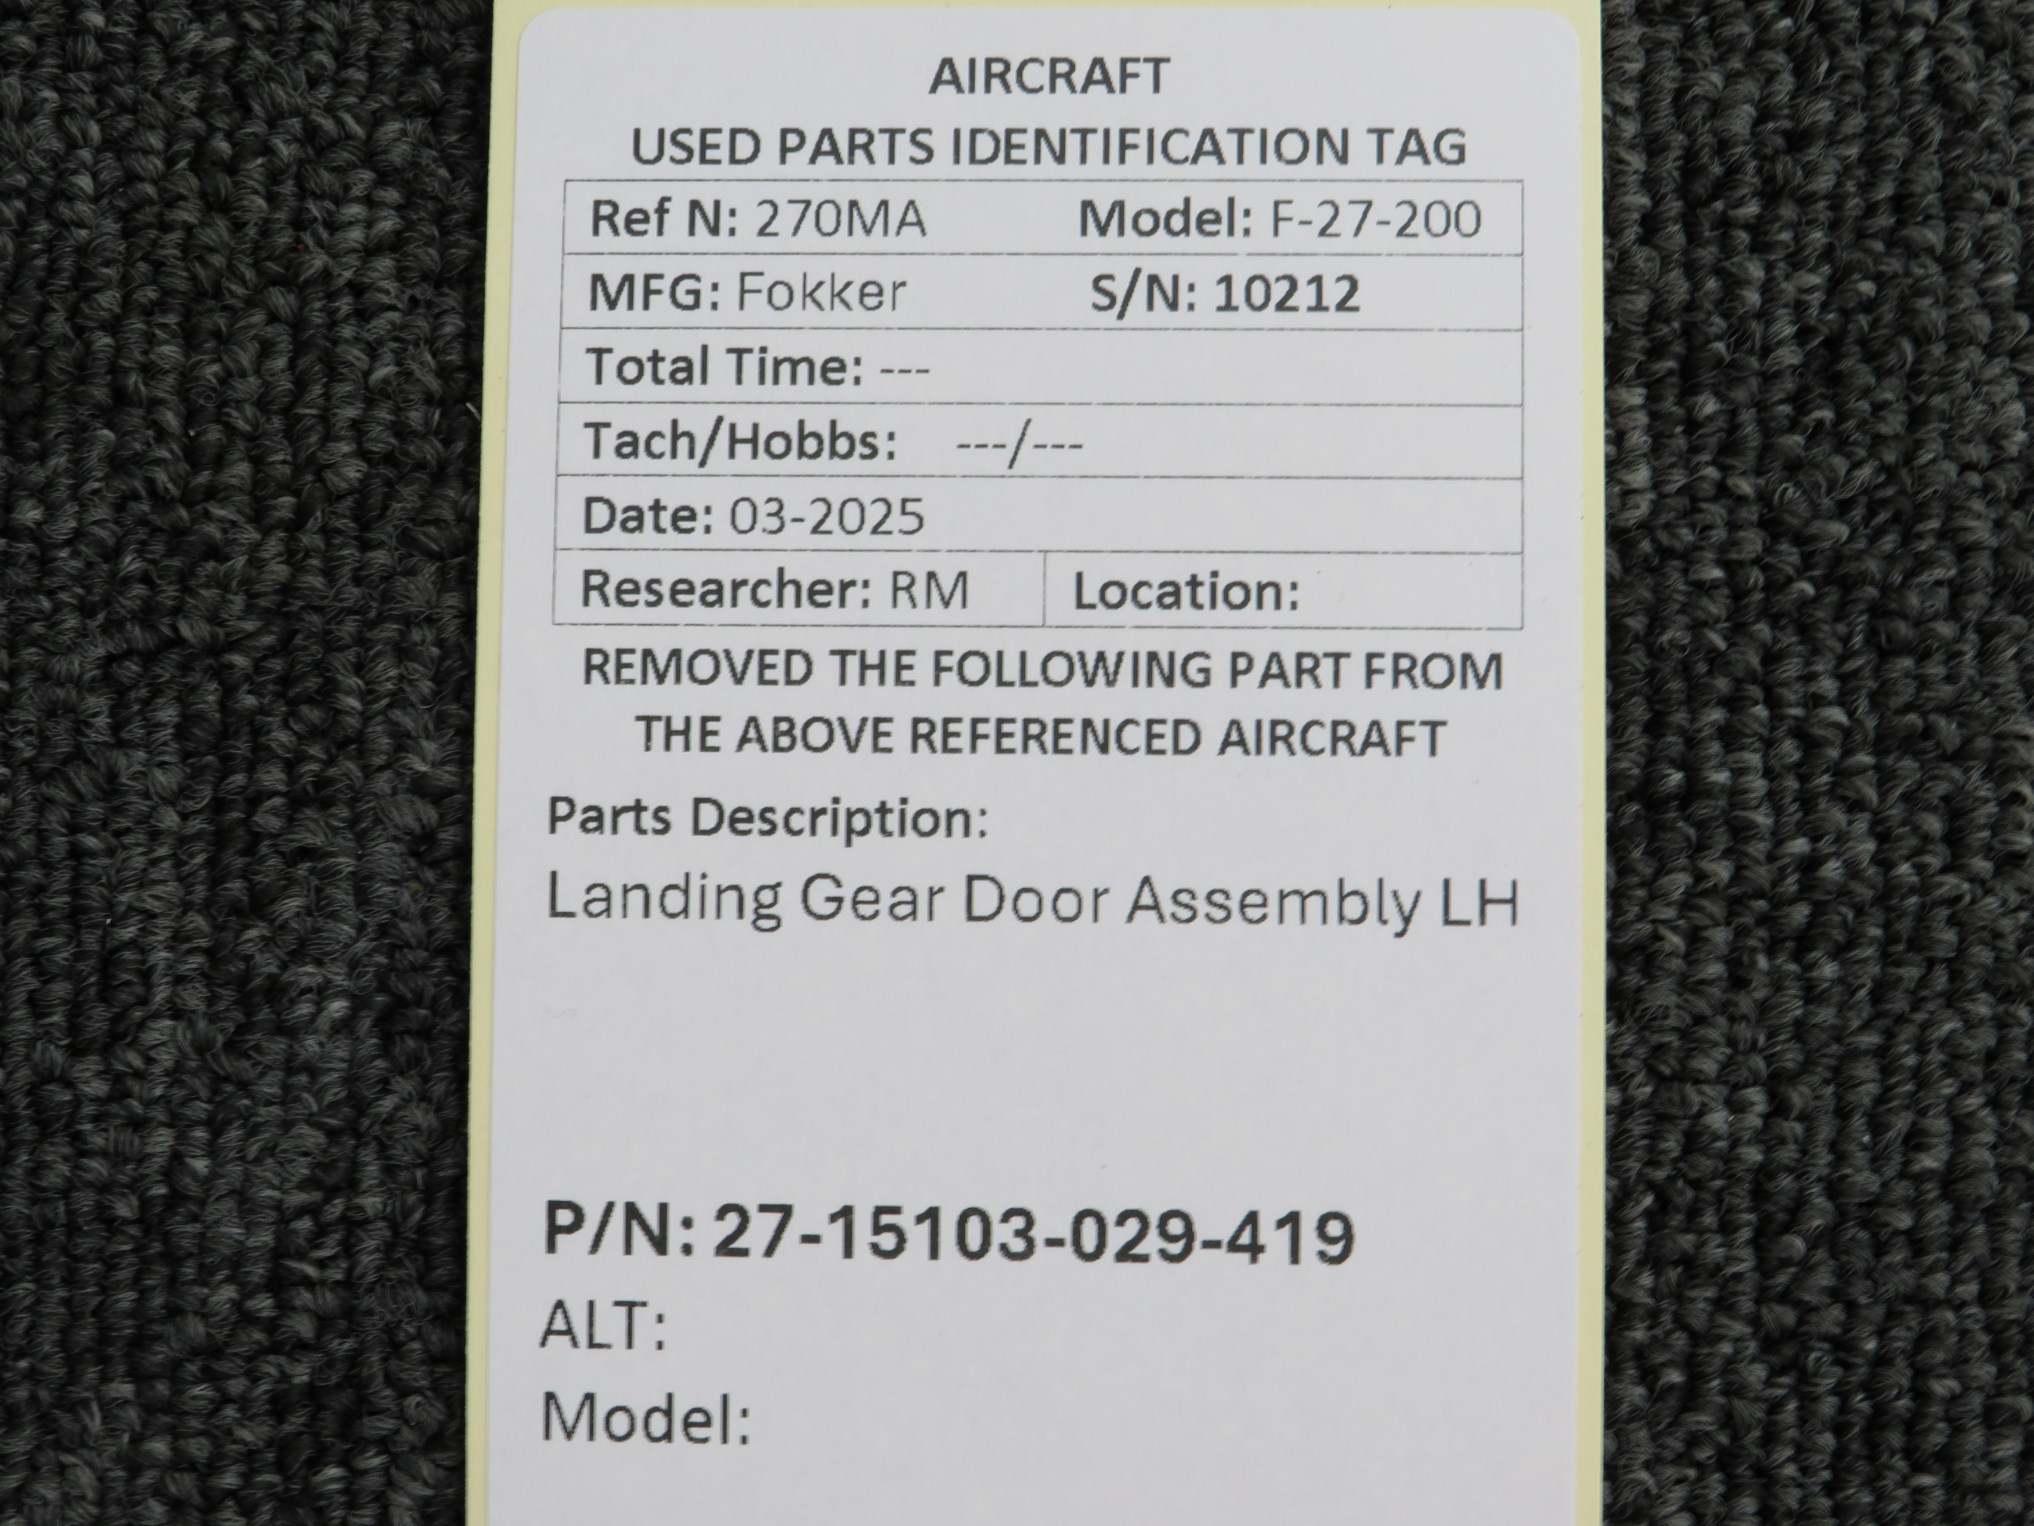 AIRCRAFT
USED PARTS IDENTIFICATION TAG
Ref N: 270MA Model: F-27-200
MFG: Fokker S/N: 10212
Total Time: ---
Tach/Hobbs: ---/---
Date: 03-2025
Researcher: RM Location:
REMOVED THE FOLLOWING PART FROM
THE ABOVE REFERENCED AIRCRAFT
Parts Description:
Landing Gear Door Assembly LH
P/N: 27-15103-029-419
ALT:
Model: